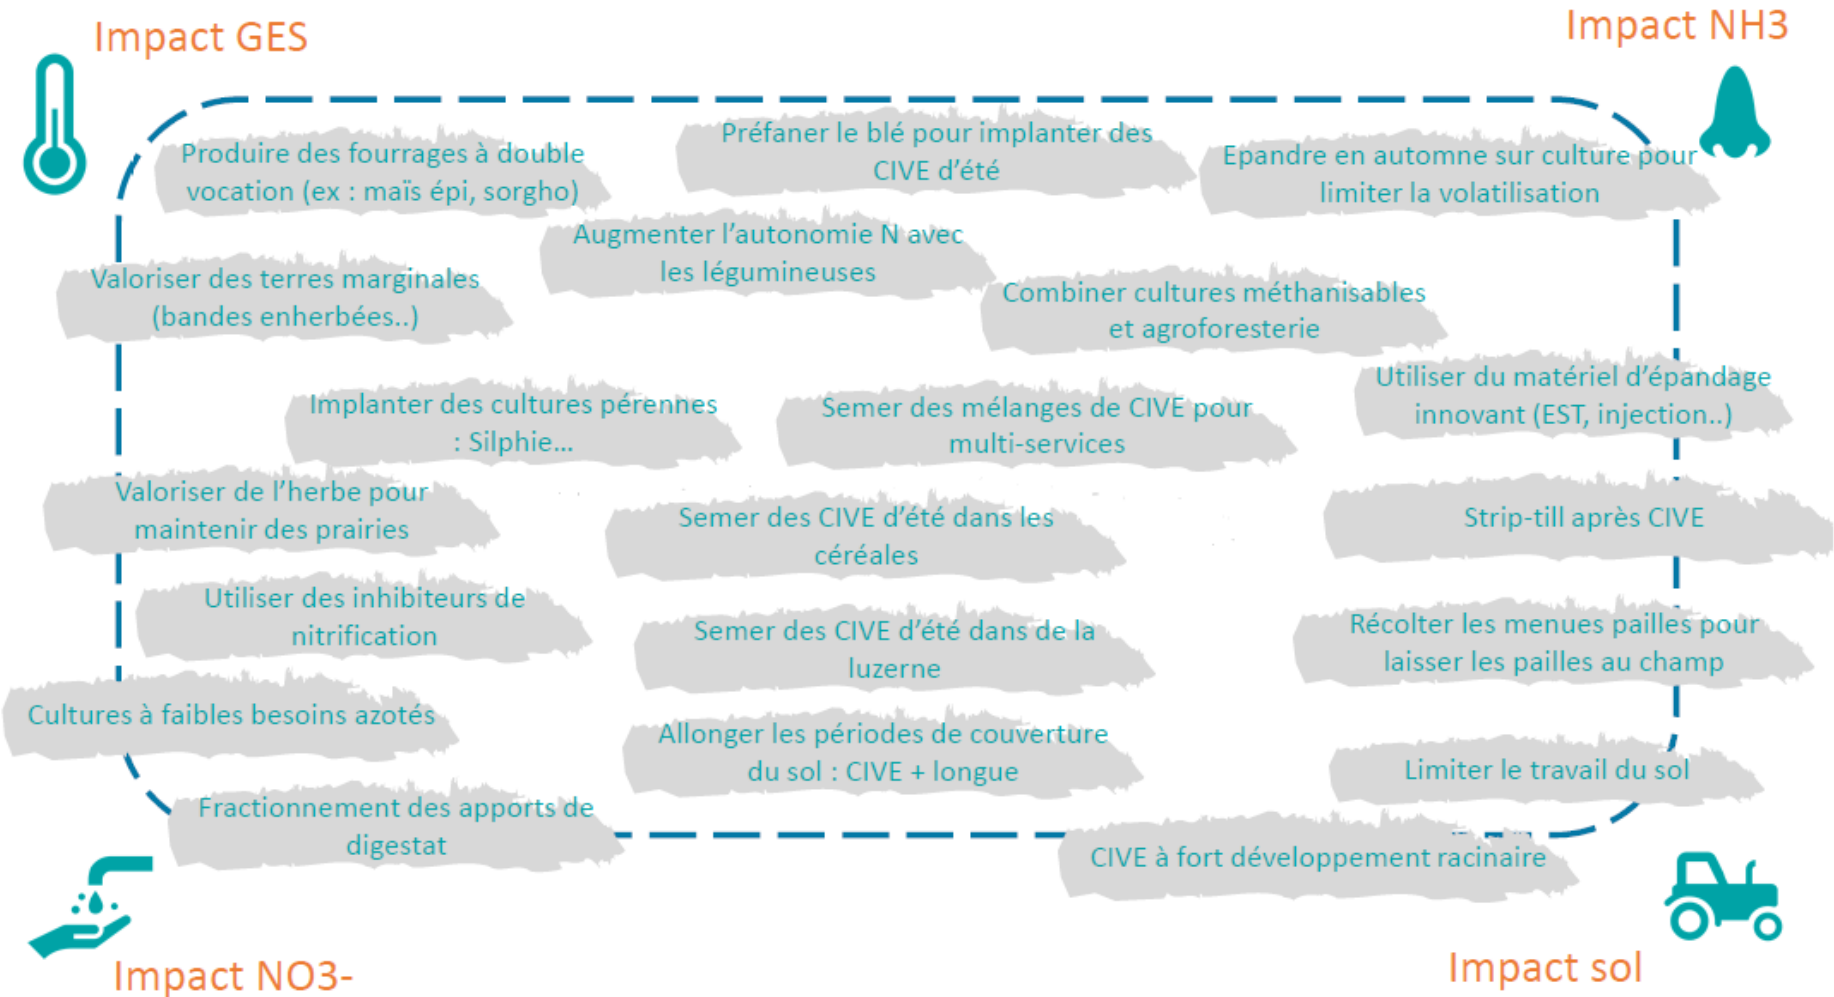 Impact GES
Impact NH3
Produire des fourrages à double
vocation (ex : maïs épi, sorgho)
Préfaner le blé pour implanter des
CIVE d'été
Epandre en automne sur culture pour
limiter la volatilisation
Augmenter l'autonomie N avec
les légumineuses
Valoriser des terres marginales
(bandes enherbées..)
Combiner cultures méthanisables
et agroforesterie
Utiliser du matériel d'épandage
innovant (EST, injection..)
Implanter des cultures pérennes
: Silphie...
Semer des mélanges de CIVE pour
multi-services
Valoriser de l'herbe pour
maintenir des prairies
Semer des CIVE d'été dans les
céréales
Strip-till après CIVE
Utiliser des inhibiteurs de
nitrification
Semer des CIVE d'été dans de la
luzerne
Récolter les menues pailles pour
laisser les pailles au champ
Cultures à faibles besoins azotés
Allonger les périodes de couverture
du sol : CIVE + longue
Limiter le travail du sol
Fractionnement des apports de
digestat
CIVE à fort développement racinaire
Impact NO3-
Impact sol